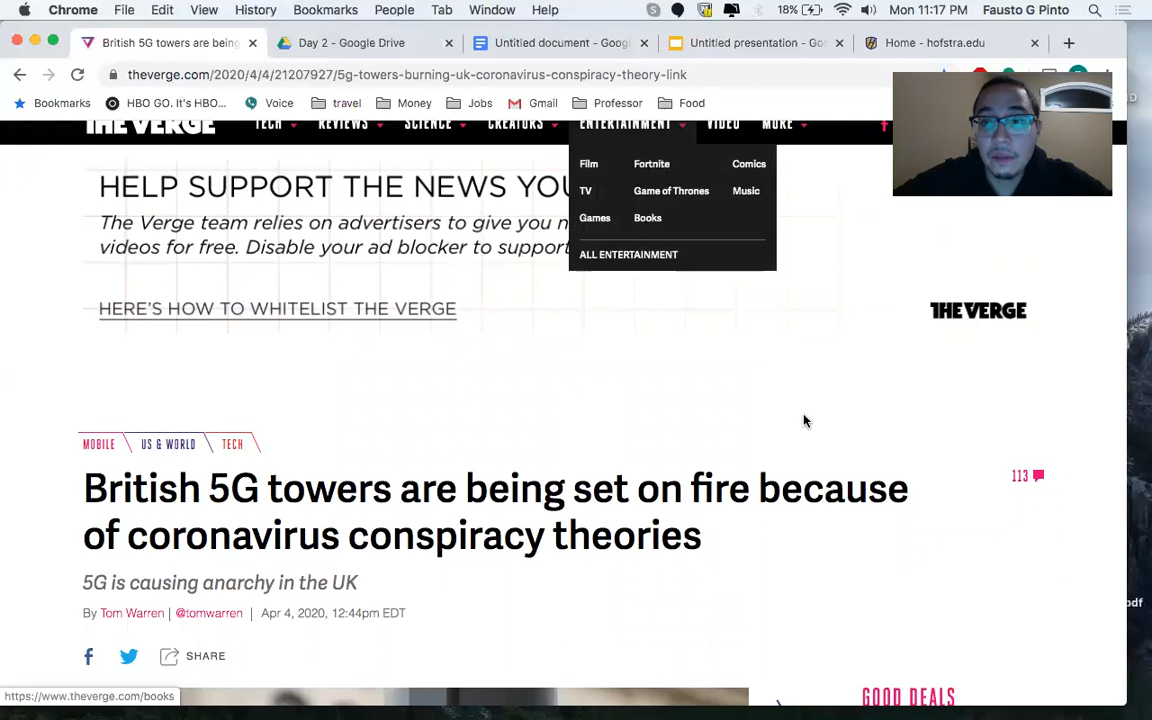 Chrome File Edit View History Bookmarks People Tab Window Help 18% Mon 11:17 PM Fausto G Pinto
British 5G towers are being Day 2 - Google Drive Untitled document - Goog Untitled presentation - Go Home - hofstra.edu
theverge.com/2020/4/4/21207927/5g-towers-burning-uk-coronavirus-conspiracy-theory-link
Bookmarks HBO GO. It's HBO... Voice travel Money Jobs Gmail Professor Food
THE VERGE TECH REVIEWS SCIENCE CREATORS ENTERTAINMENT VIDEO MORE
Film Fortnite Comics
TV Game of Thrones Music
Games Books
ALL ENTERTAINMENT
HELP SUPPORT THE NEWS YOU
The Verge team relies on advertisers to give you n
videos for free. Disable your ad blocker to support
HERE'S HOW TO WHITELIST THE VERGE
THE VERGE
MOBILE US & WORLD TECH
British 5G towers are being set on fire because
of coronavirus conspiracy theories
113
5G is causing anarchy in the UK
By Tom Warren | @tomwarren | Apr 4, 2020, 12:44pm EDT
SHARE
https://www.theverge.com/books
GOOD DEALS
pdf